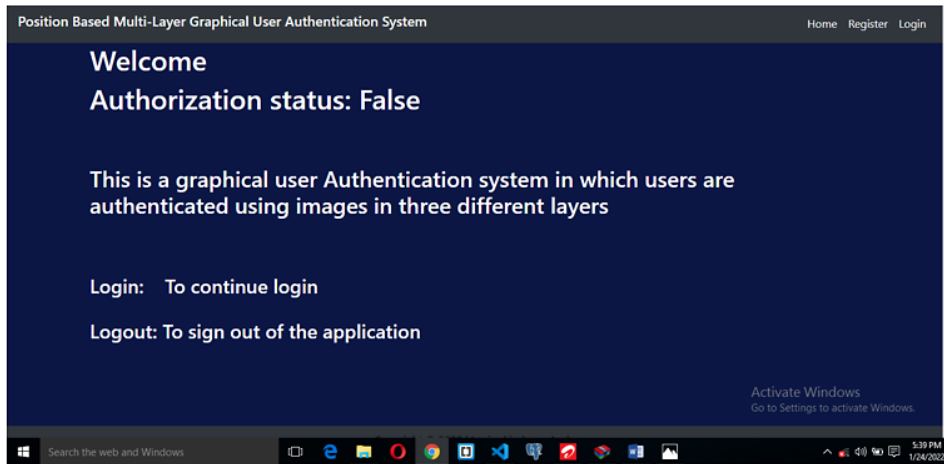 Position Based Multi-Layer Graphical User Authentication System
Home Register Login
Welcome
Authorization status: False
This is a graphical user Authentication system in which users are
authenticated using images in three different layers
Login: To continue login
Logout: To sign out of the application
Activate Windows
Go to Settings to activate Windows.
Search the web and Windows
5:39 PM
1/24/2022